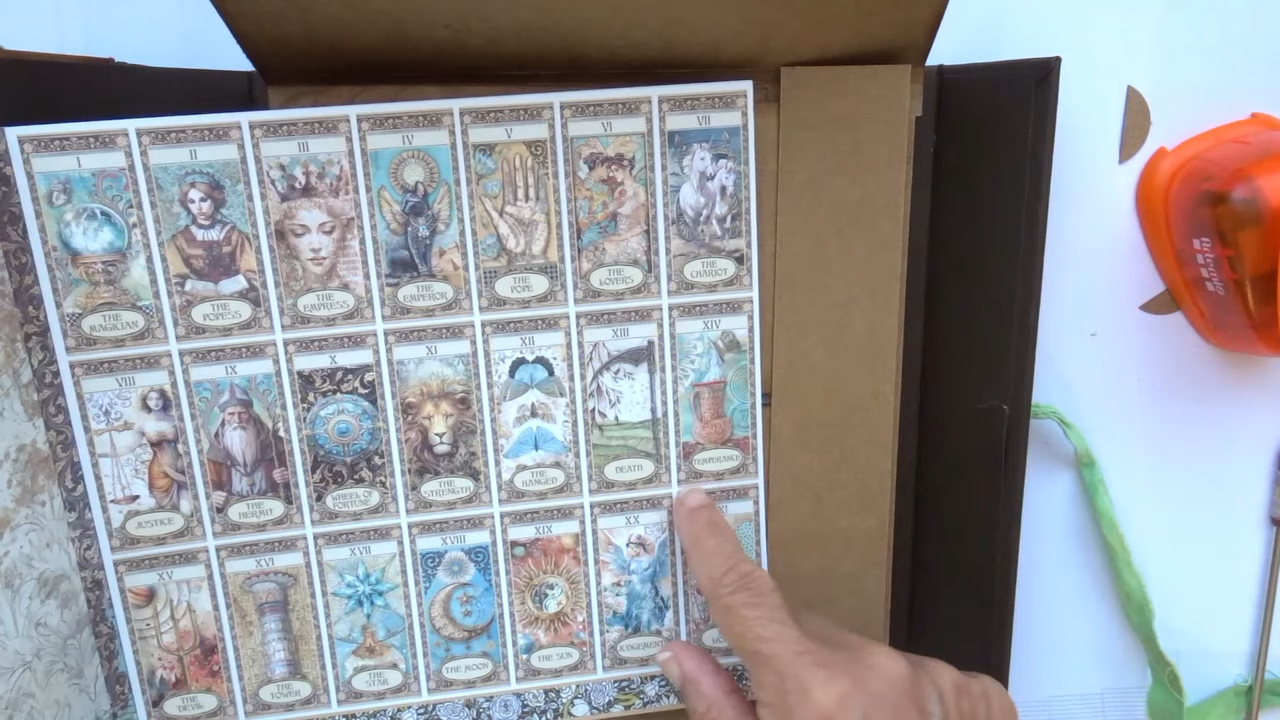 I
II
III
IV
V
VI
VII
THE
MAGICIAN
THE
POPESS
THE
EMPRESS
THE
EMPEROR
THE
POPE
THE
LOVERS
THE
CHARIOT
VIII
IX
X
XI
XII
XIII
XIV
JUSTICE
THE
HERMIT
WHEEL OF
FORTUNE
THE
STRENGTH
THE
HANGED
DEATH
TEMPERANCE
XV
XVI
XVII
XVIII
XIX
XX
THE
DEVIL
THE
TOWER
THE
STAR
THE MOON
THE SUN
JUDGEMENT
Artemio